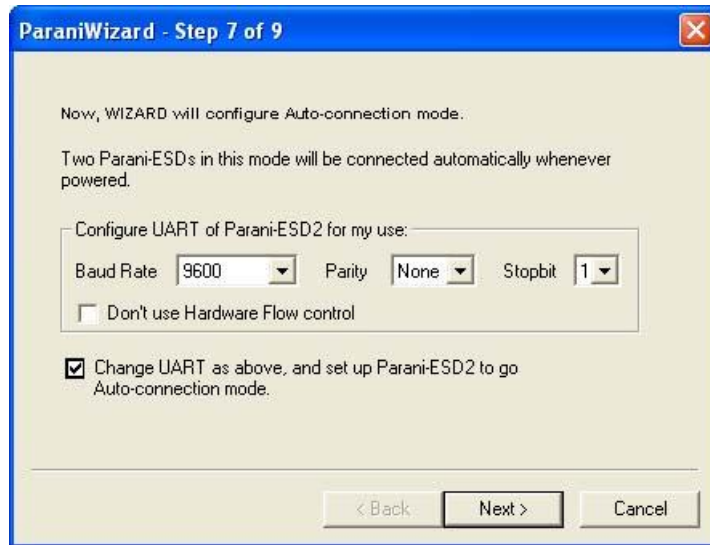 ParaniWizard - Step 7 of 9
Now, WIZARD will configure Auto-connection mode.
Two Parani-ESDs in this mode will be connected automatically whenever
powered.
Configure UART of Parani-ESD2 for my use:
Baud Rate 9600 Parity None Stopbit 1
Don't use Hardware Flow control
Change UART as above, and set up Parani-ESD2 to go
Auto-connection mode.
< Back Next > Cancel